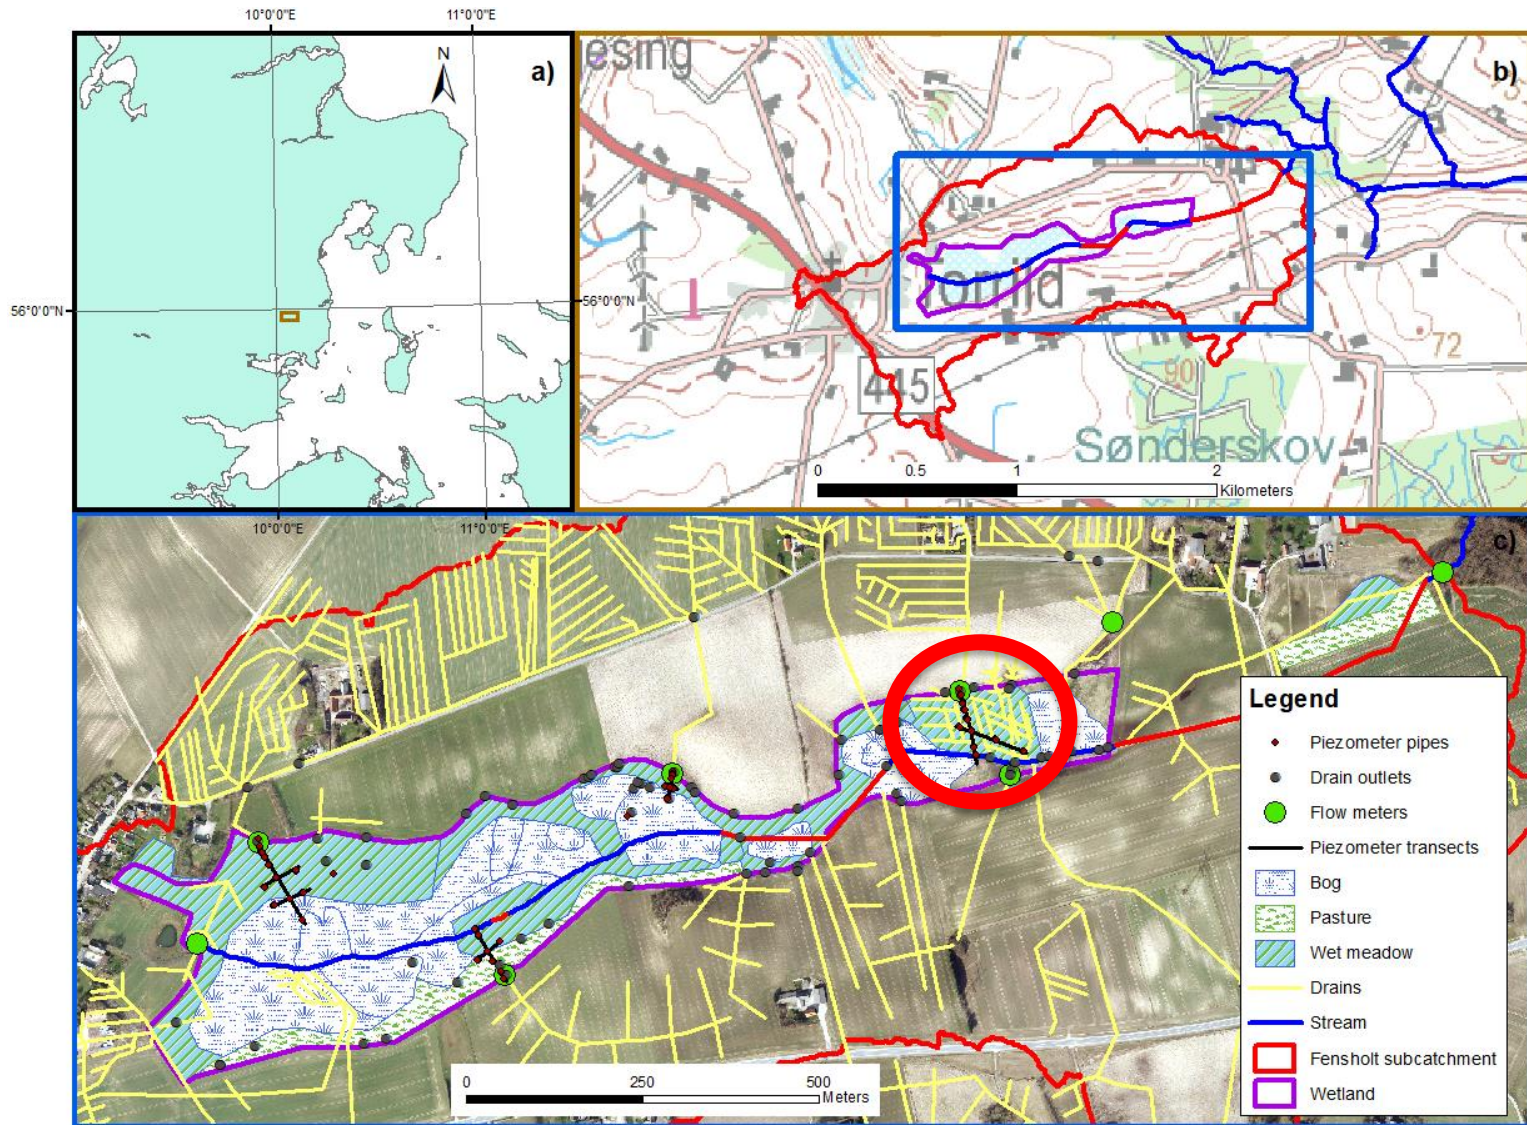 10°0'0"E
11°0'0"E
N
a)
56°0'0"N
10°0'0"E
11°0'0"E
esing
b)
56°0'0"N
445
90
72
Sønderskov
0
0.5
1
2
Kilometers
c)
Legend
Piezometer pipes
Drain outlets
Flow meters
Piezometer transects
Bog
Pasture
Wet meadow
Drains
Stream
Fensholt subcatchment
Wetland
0
250
500
Meters